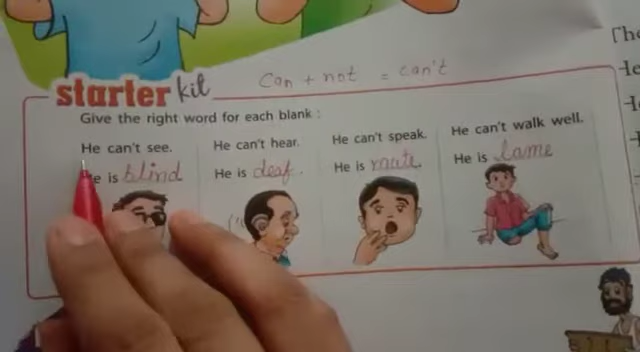 Can + not = can't
starter kit
Give the right word for each blank :
He can't see.
He is blind
He can't hear.
He is deaf.
He can't speak.
He is mute.
He can't walk well.
He is lame